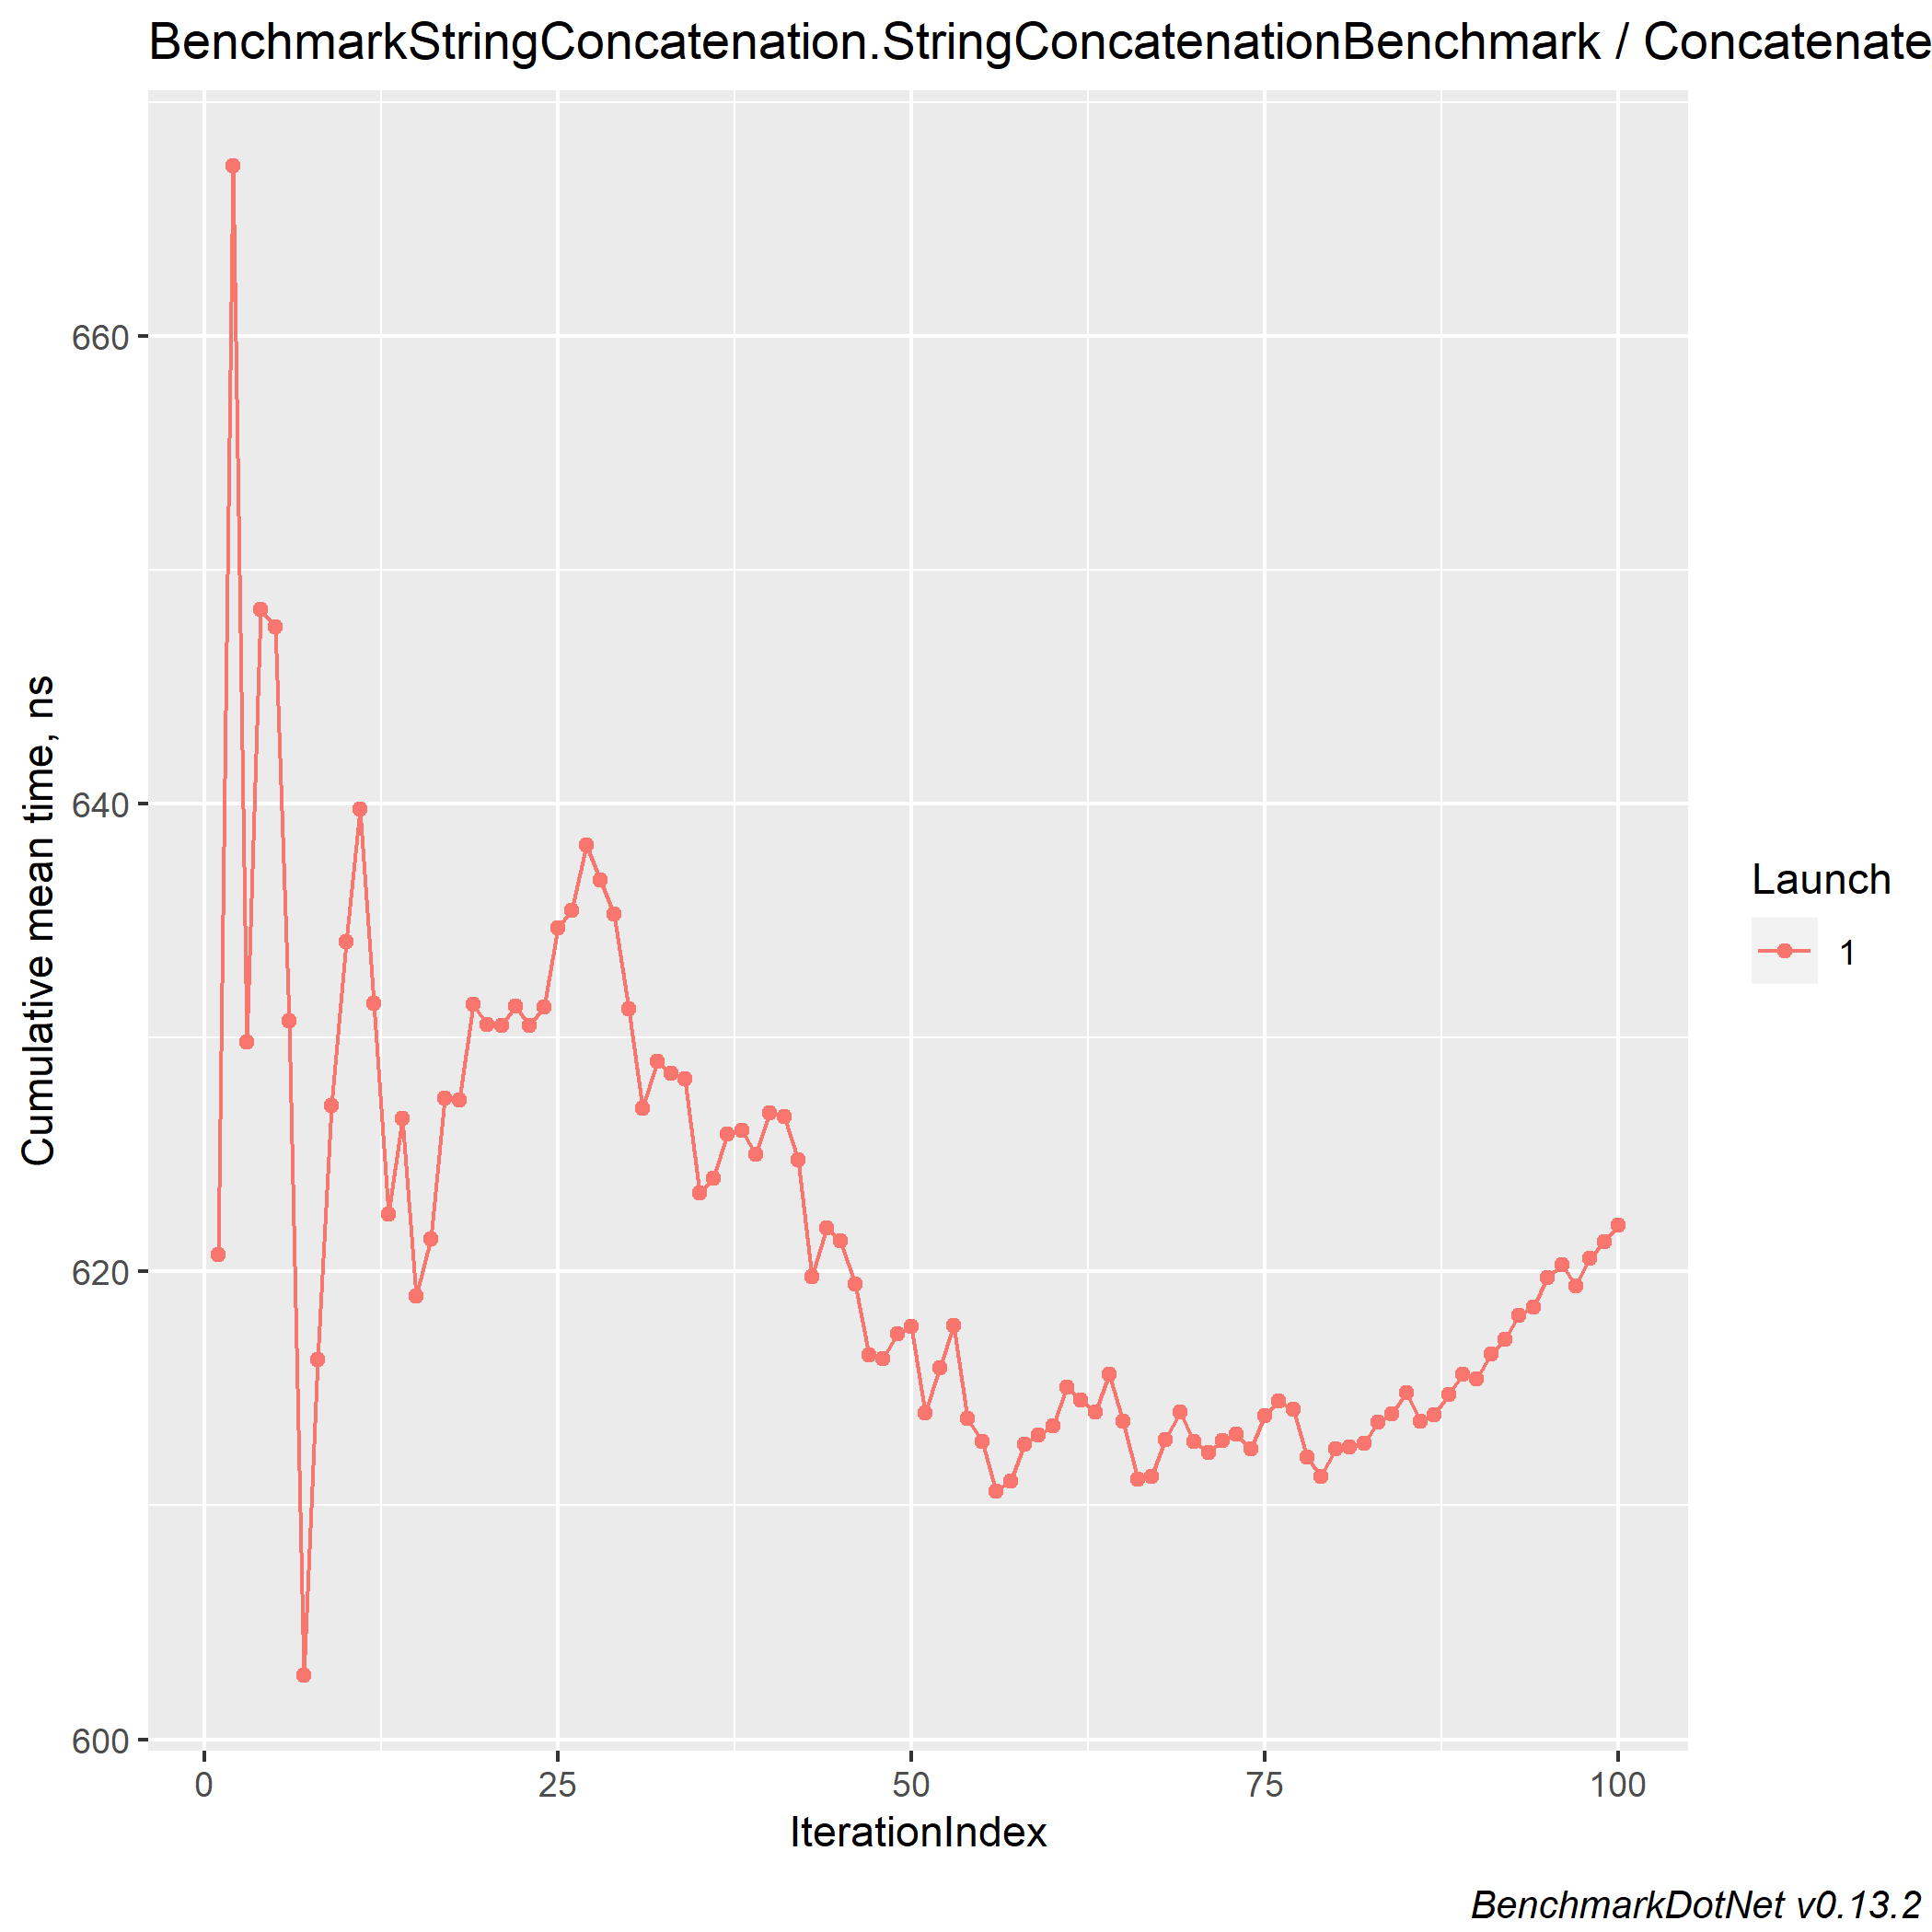 BenchmarkStringConcatenation.StringConcatenationBenchmark / Concatenate
Cumulative mean time, ns
660
640
620
600
0 25 50 75 100
IterationIndex
Launch
1
BenchmarkDotNet v0.13.2